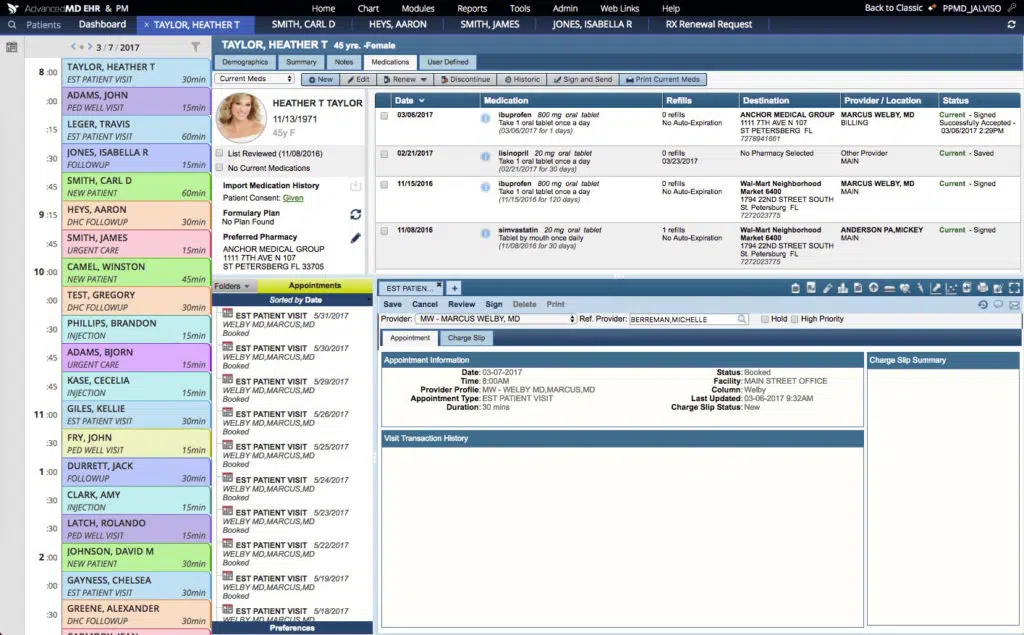 AdvancedMD EHR & PM
Home Chart Modules Reports Tools Admin Web Links Help
Back to Classic PPMD_JALVISO
Patients Dashboard × TAYLOR, HEATHER T SMITH, CARL D HEYS, AARON SMITH, JAMES JONES, ISABELLA R RX Renewal Request
3 / 7 / 2017
8 :00 TAYLOR, HEATHER T
EST PATIENT VISIT 30min
:00 ADAMS, JOHN
PED WELL VISIT 15min
:15 LEGER, TRAVIS
EST PATIENT VISIT 60min
:30 JONES, ISABELLA R
FOLLOWUP 15min
:45 SMITH, CARL D
NEW PATIENT 60min
9 :15 HEYS, AARON
DHC FOLLOWUP 30min
:45 SMITH, JAMES
URGENT CARE 15min
10 :00 CAMEL, WINSTON
NEW PATIENT 45min
:00 TEST, GREGORY
DHC FOLLOWUP 30min
:30 PHILLIPS, BRANDON
INJECTION 15min
:45 ADAMS, BJORN
URGENT CARE 15min
:45 KASE, CECELIA
INJECTION 15min
11 :00 GILES, KELLIE
EST PATIENT VISIT 30min
:30 FRY, JOHN
PED WELL VISIT 15min
1 :00 DURRETT, JACK
FOLLOWUP 30min
:30 CLARK, AMY
INJECTION 15min
:30 LATCH, ROLANDO
PED WELL VISIT 15min
2 :00 JOHNSON, DAVID M
NEW PATIENT 30min
:00 GAYNESS, CHELSEA
EST PATIENT VISIT 30min
:30 GREENE, ALEXANDER
DHC FOLLOWUP 30min
TAYLOR, HEATHER T 45 yrs. -Female
Demographics Summary Notes Medications User Defined
Current Meds New Edit Renew Discontinue Historic Sign and Send Print Current Meds
HEATHER T TAYLOR
11/13/1971
45y F
List Reviewed (11/08/2016)
No Current Medications
Import Medication History
Patient Consent: Given
Formulary Plan
No Plan Found
Preferred Pharmacy
ANCHOR MEDICAL GROUP
1111 7TH AVE N 107
ST PETERSBERG FL 33705
Date Medication Refills Destination Provider / Location Status
03/06/2017 ibuprofen 800 mg oral tablet 0 refills ANCHOR MEDICAL GROUP MARCUS WELBY, MD Current - Signed
Take 1 oral tablet once a day No Auto-Expiration 1111 7TH AVE N 107 BILLING Successfully Accepted -
(03/06/2017 for 1 days) ST PETERSBERG FL 03/06/2017 2:29PM
7278941661
02/21/2017 lisinopril 20 mg oral tablet 0 refills No Pharmacy Selected Other Provider Current - Saved
Take 1 oral tablet once a day 03/23/2017 MAIN
(02/21/2017 for 30 days)
11/15/2016 ibuprofen 800 mg oral tablet 0 refills Wal-Mart Neighborhood MARCUS WELBY, MD Current - Signed
Take 1 oral tablet once a day No Auto-Expiration Market 6400 MAIN
(11/15/2016 for 120 days) 1794 22ND STREET SOUTH
St. Petersburg FL
7272023775
11/08/2016 simvastatin 20 mg oral tablet 1 refills Wal-Mart Neighborhood ANDERSON PA,MICKEY Current - Signed
Tablet by mouth once daily No Auto-Expiration Market 6400 MAIN
(11/08/2016 for 30 days) 1794 22ND STREET SOUTH
St. Petersburg FL
7272023775
Folders Appointments
Sorted by Date
EST PATIENT VISIT 5/31/2017
WELBY MD,MARCUS,MD
Booked
EST PATIENT VISIT 5/30/2017
WELBY MD,MARCUS,MD
Booked
EST PATIENT VISIT 5/29/2017
WELBY MD,MARCUS,MD
Booked
EST PATIENT VISIT 5/26/2017
WELBY MD,MARCUS,MD
Booked
EST PATIENT VISIT 5/25/2017
WELBY MD,MARCUS,MD
Booked
EST PATIENT VISIT 5/24/2017
WELBY MD,MARCUS,MD
Booked
EST PATIENT VISIT 5/23/2017
WELBY MD,MARCUS,MD
Booked
EST PATIENT VISIT 5/22/2017
WELBY MD,MARCUS,MD
Booked
EST PATIENT VISIT 5/19/2017
WELBY MD,MARCUS,MD
Booked
EST PATIENT VISIT 5/18/2017
Preferences
EST PATIEN... × +
Save Cancel Review Sign Delete Print
Provider: MW - MARCUS WELBY, MD Ref. Provider: BERREMAN,MICHELLE Hold High Priority
Appointment Charge Slip
Appointment Information
Date: 03-07-2017 Status: Booked
Time: 8:00AM Facility: MAIN STREET OFFICE
Provider Profile: MW - WELBY MD,MARCUS,MD Column: Welby
Appointment Type: EST PATIENT VISIT Last Updated: 03-06-2017 9:32AM
Duration: 30 mins Charge Slip Status: New
Charge Slip Summary
Visit Transaction History